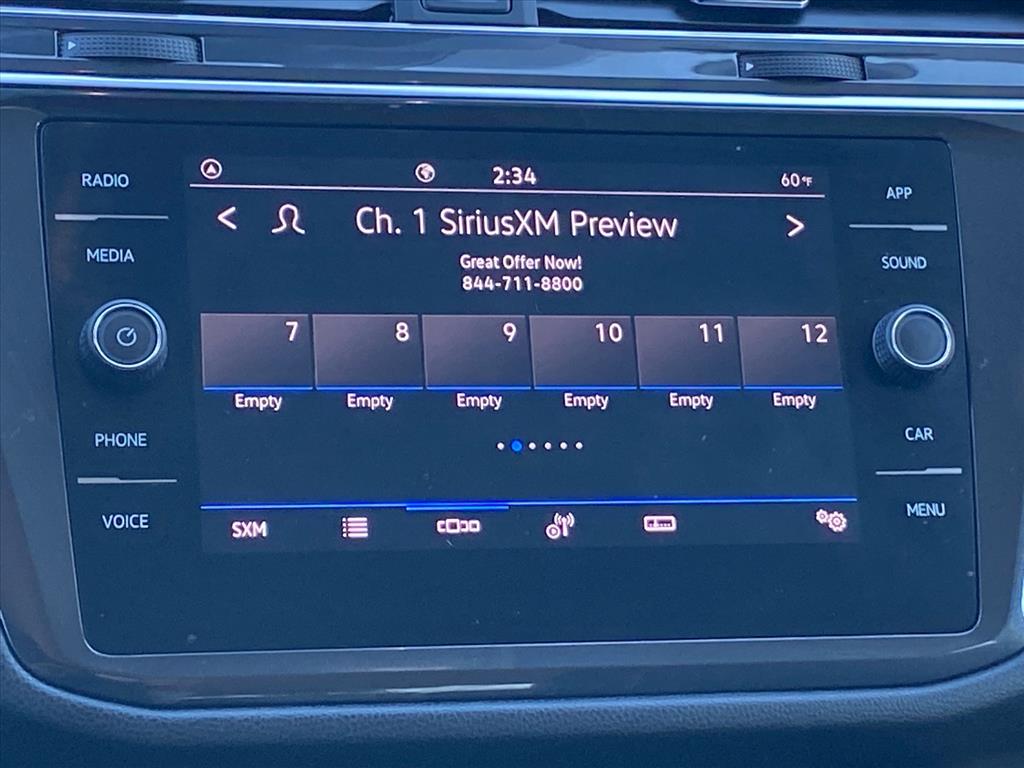 RADIO
MEDIA
PHONE
VOICE
2:34
60°F
Ch. 1 SiriusXM Preview
Great Offer Now!
844-711-8800
7 8 9 10 11 12
Empty Empty Empty Empty Empty Empty
SXM
APP
SOUND
CAR
MENU